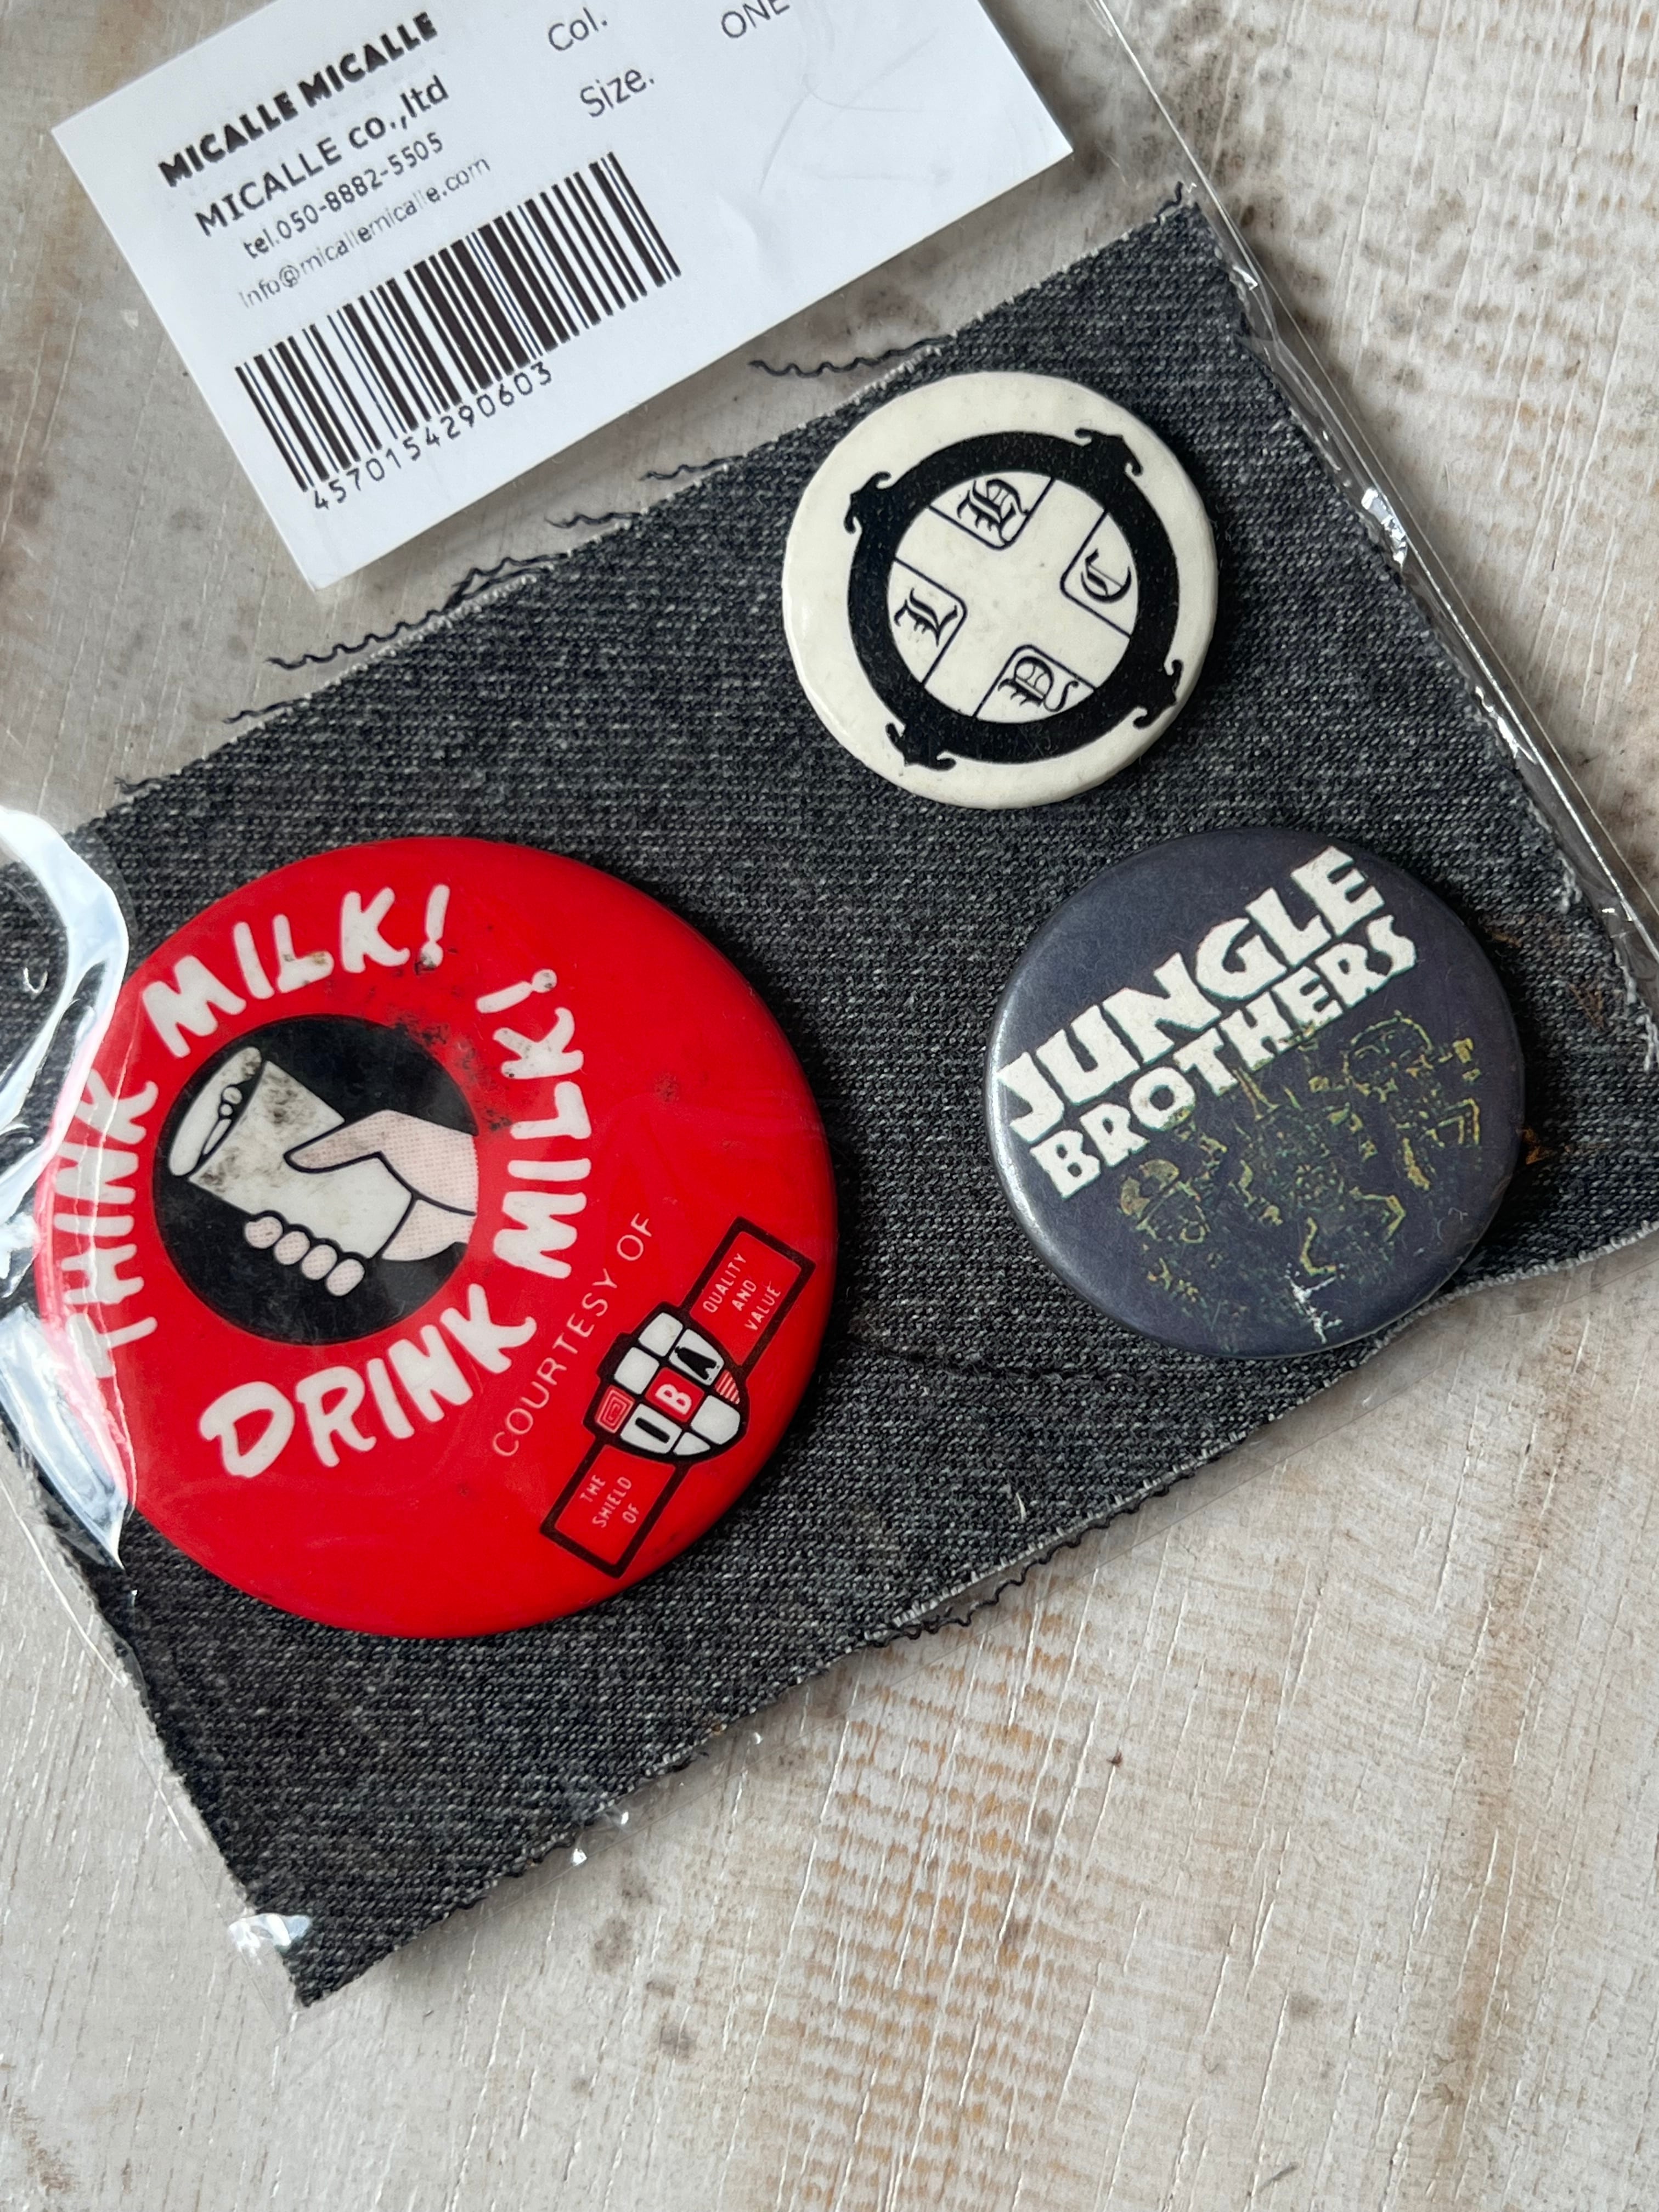 MICALLE MICALLE
MICALLE co.,ltd
tel.050-8882-5505
info@micallemicalle.com
4570154290603
Col.
Size.
ONE
JUNGLE
BROTHERS
THINK MILK!
DRINK MILK!
COURTESY OF
QUALITY
AND
VALUE
DBA
THE
SHIELD
OF